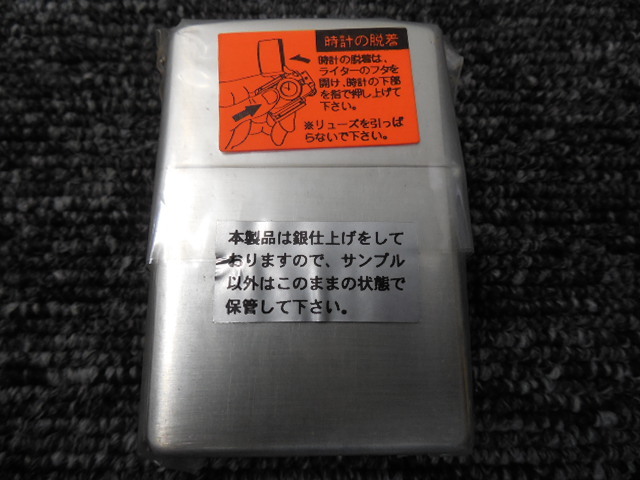 時計の脱着
時計の脱着は、
ライターのフタを
開け、時計の下部
を指で押し上げて
下さい。
※リューズを引っぱ
らないで下さい。
本製品は銀仕上げをして
おりますので、サンプル
以外はこのままの状態で
保管して下さい。